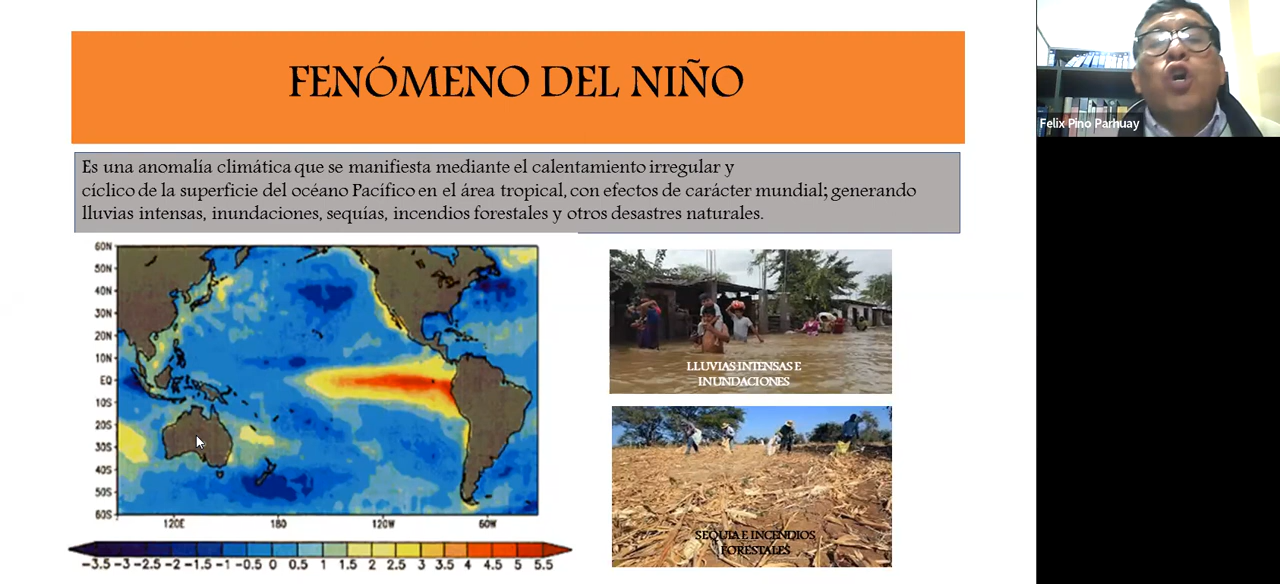 FENÓMENO DEL NIÑO
Felix Pino Parhuay
Es una anomalía climática que se manifiesta mediante el calentamiento irregular y
cíclico de la superficie del océano Pacífico en el área tropical, con efectos de carácter mundial; generando
lluvias intensas, inundaciones, sequías, incendios forestales y otros desastres naturales.
60N
50N
40N
30N
20N
10N
EQ
10S
20S
30S
40S
50S
60S
120E 180 120W 60W
-3.5 -3 -2.5 -2 -1.5 -1 -0.5 0 0.5 1 1.5 2 2.5 3 3.5 4 4.5 5 5.5
LLUVIAS INTENSAS E
INUNDACIONES
SEQUIA E INCENDIOS
FORESTALES